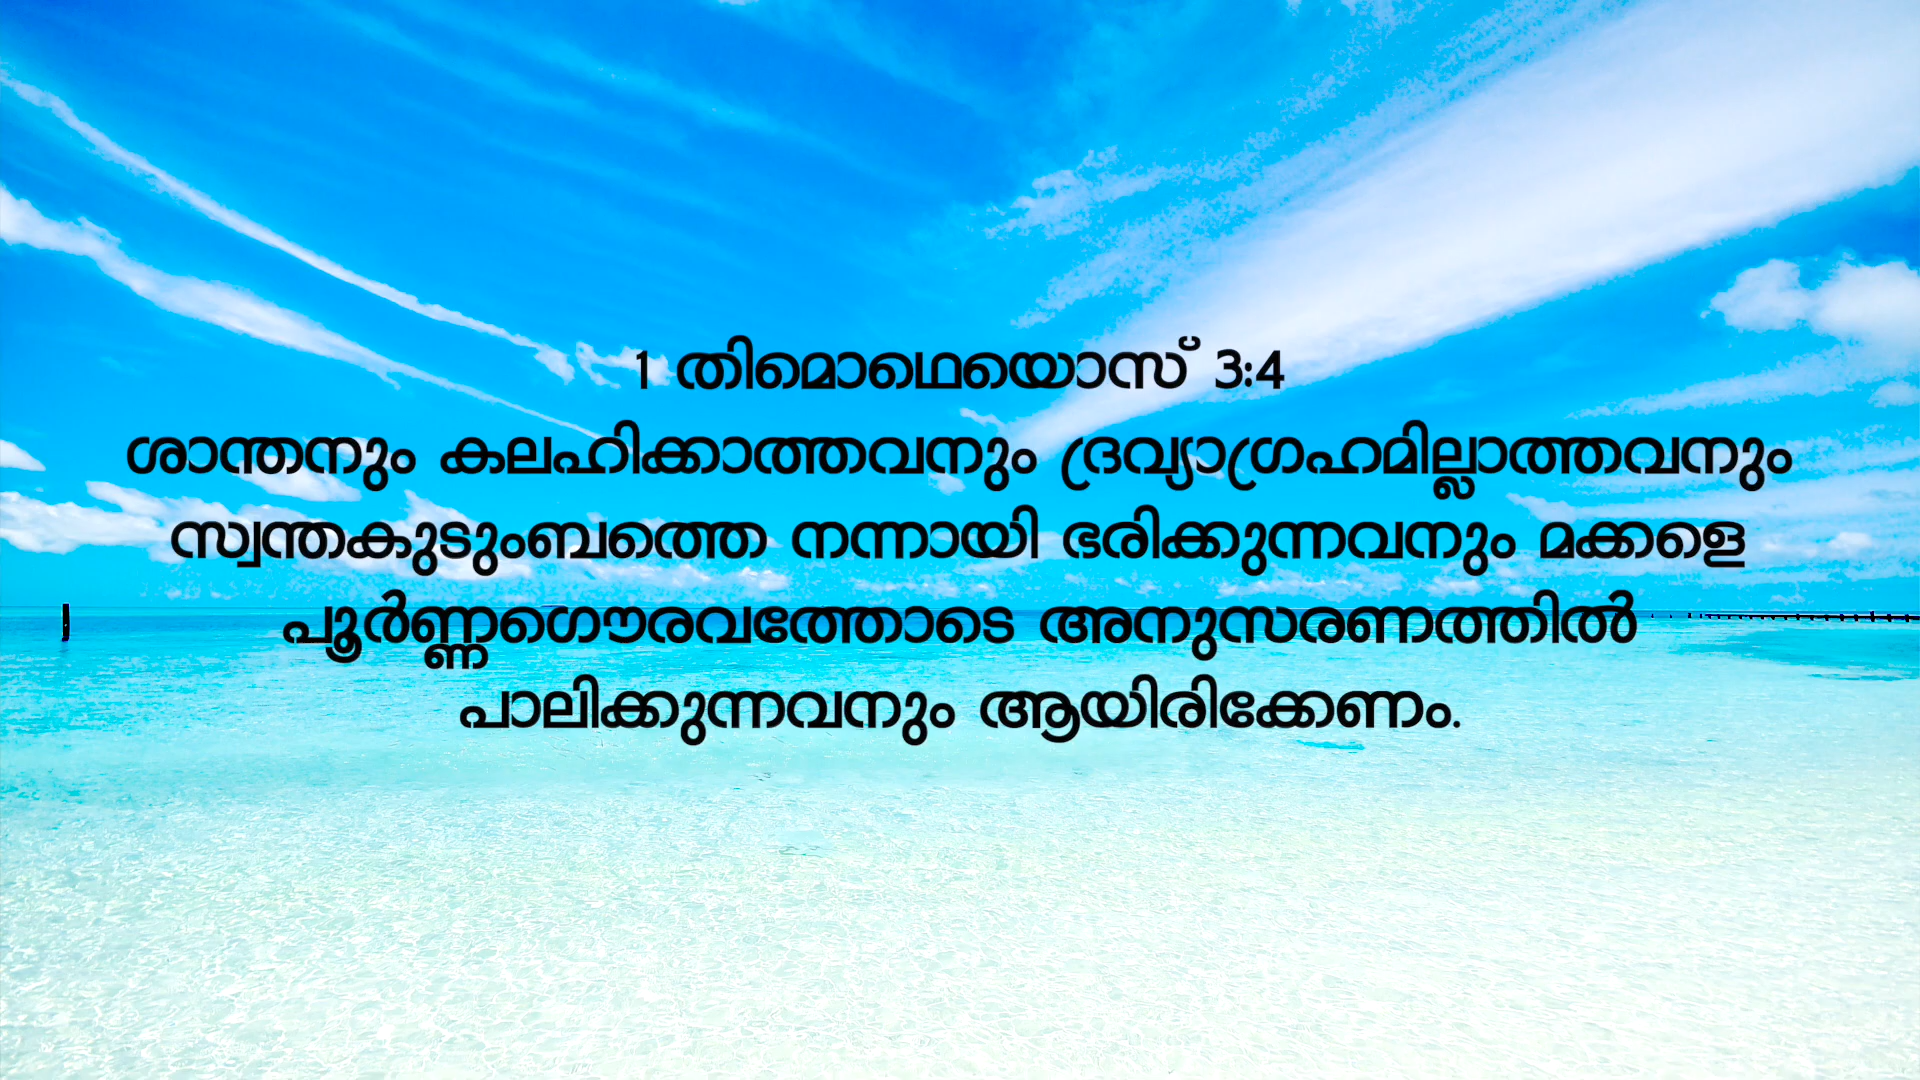 1 തിമൊഥെയൊസ് 3:4
ശാന്തനും കലഹിക്കാത്തവനും ദ്രവ്യാഗ്രഹമില്ലാത്തവനും
സ്വന്തകുടുംബത്തെ നന്നായി ഭരിക്കുന്നവനും മക്കളെ
പൂർണ്ണഗൌരവത്തോടെ അനുസരണത്തിൽ
പാലിക്കുന്നവനും ആയിരിക്കേണം.